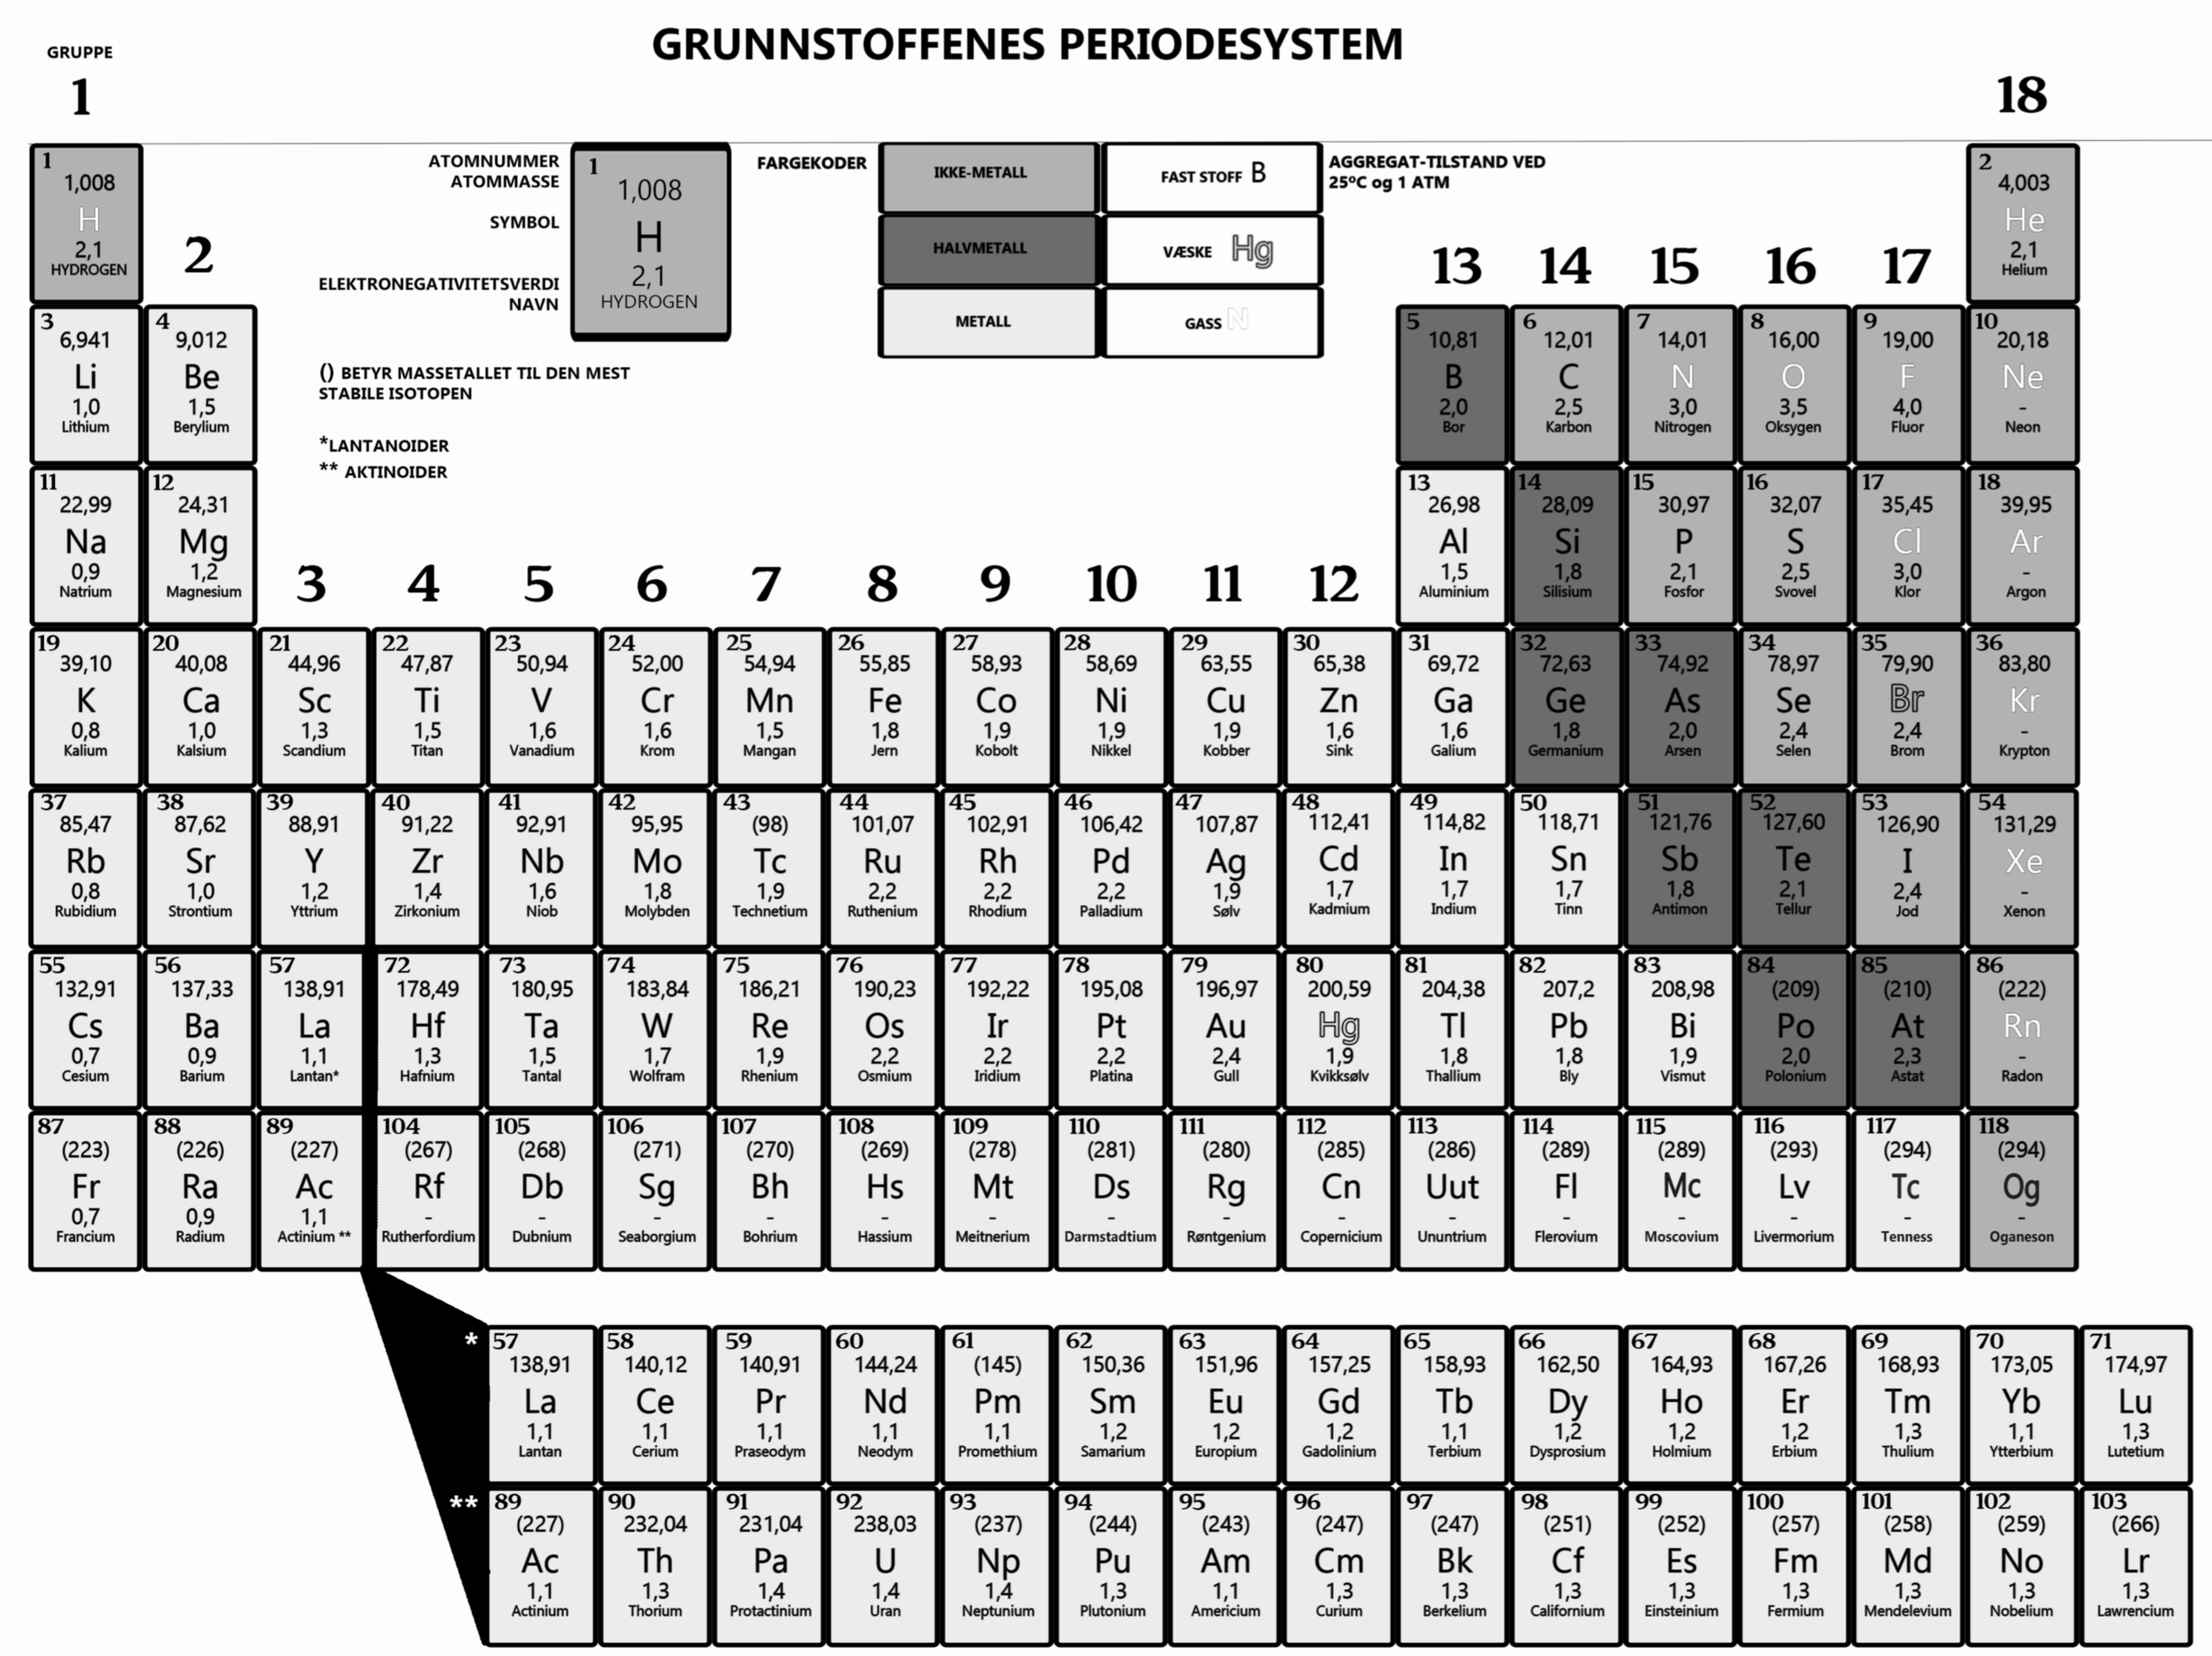 GRUNNSTOFFENES PERIODESYSTEM
GRUPPE
1
18
1
1,008
H
2,1
HYDROGEN
2
ATOMNUMMER
ATOMMASSE
SYMBOL
ELEKTRONEGATIVITETSVERDI
NAVN
1
1,008
H
2,1
HYDROGEN
FARGEKODER
IKKE-METALL
HALVMETALL
METALL
FAST STOFF B
VÆSKE Hg
GASS N
AGGREGAT-TILSTAND VED
25ºC og 1 ATM
() BETYR MASSETALLET TIL DEN MEST
STABILE ISOTOPEN
*LANTANOIDER
** AKTINOIDER
13 14 15 16 17
2
4,003
He
2,1
Helium
3 4 5 6 7 8 9 10
6,941 9,012 10,81 12,01 14,01 16,00 19,00 20,18
Li Be B C N O F Ne
1,0 1,5 2,0 2,5 3,0 3,5 4,0 -
Lithium Berylium Bor Karbon Nitrogen Oksygen Fluor Neon
11 12 13 14 15 16 17 18
22,99 24,31 26,98 28,09 30,97 32,07 35,45 39,95
Na Mg Al Si P S Cl Ar
0,9 1,2 1,5 1,8 2,1 2,5 3,0 -
Natrium Magnesium Aluminium Silisium Fosfor Svovel Klor Argon
3 4 5 6 7 8 9 10 11 12
19 20 21 22 23 24 25 26 27 28 29 30 31 32 33 34 35 36
39,10 40,08 44,96 47,87 50,94 52,00 54,94 55,85 58,93 58,69 63,55 65,38 69,72 72,63 74,92 78,97 79,90 83,80
K Ca Sc Ti V Cr Mn Fe Co Ni Cu Zn Ga Ge As Se Br Kr
0,8 1,0 1,3 1,5 1,6 1,6 1,5 1,8 1,9 1,9 1,9 1,6 1,6 1,8 2,0 2,4 2,4 -
Kalium Kalsium Scandium Titan Vanadium Krom Mangan Jern Kobolt Nikkel Kobber Sink Galium Germanium Arsen Selen Brom Krypton
37 38 39 40 41 42 43 44 45 46 47 48 49 50 51 52 53 54
85,47 87,62 88,91 91,22 92,91 95,95 (98) 101,07 102,91 106,42 107,87 112,41 114,82 118,71 121,76 127,60 126,90 131,29
Rb Sr Y Zr Nb Mo Tc Ru Rh Pd Ag Cd In Sn Sb Te I Xe
0,8 1,0 1,2 1,4 1,6 1,8 1,9 2,2 2,2 2,2 1,9 1,7 1,7 1,7 1,8 2,1 2,4 -
Rubidium Strontium Yttrium Zirkonium Niob Molybden Technetium Ruthenium Rhodium Palladium Sølv Kadmium Indium Tinn Antimon Tellur Jod Xenon
55 56 57 72 73 74 75 76 77 78 79 80 81 82 83 84 85 86
132,91 137,33 138,91 178,49 180,95 183,84 186,21 190,23 192,22 195,08 196,97 200,59 204,38 207,2 208,98 (209) (210) (222)
Cs Ba La Hf Ta W Re Os Ir Pt Au Hg Tl Pb Bi Po At Rn
0,7 0,9 1,1 1,3 1,5 1,7 1,9 2,2 2,2 2,2 2,4 1,9 1,8 1,8 1,9 2,0 2,3 -
Cesium Barium Lantan* Hafnium Tantal Wolfram Rhenium Osmium Iridium Platina Gull Kvikksølv Thallium Bly Vismut Polonium Astat Radon
87 88 89 104 105 106 107 108 109 110 111 112 113 114 115 116 117 118
(223) (226) (227) (267) (268) (271) (270) (269) (278) (281) (280) (285) (286) (289) (289) (293) (294) (294)
Fr Ra Ac Rf Db Sg Bh Hs Mt Ds Rg Cn Uut Fl Mc Lv Tc Og
0,7 0,9 1,1 - - - - - - - - - - - - - - -
Francium Radium Actinium ** Rutherfordium Dubnium Seaborgium Bohrium Hassium Meitnerium Darmstadtium Røntgenium Copernicium Ununtrium Flerovium Moscovium Livermorium Tenness Oganeson
* 57 58 59 60 61 62 63 64 65 66 67 68 69 70 71
138,91 140,12 140,91 144,24 (145) 150,36 151,96 157,25 158,93 162,50 164,93 167,26 168,93 173,05 174,97
La Ce Pr Nd Pm Sm Eu Gd Tb Dy Ho Er Tm Yb Lu
1,1 1,1 1,1 1,1 1,1 1,2 1,2 1,2 1,1 1,2 1,2 1,2 1,3 1,1 1,3
Lantan Cerium Praseodym Neodym Promethium Samarium Europium Gadolinium Terbium Dysprosium Holmium Erbium Thulium Ytterbium Lutetium
** 89 90 91 92 93 94 95 96 97 98 99 100 101 102 103
(227) 232,04 231,04 238,03 (237) (244) (243) (247) (247) (251) (252) (257) (258) (259) (266)
Ac Th Pa U Np Pu Am Cm Bk Cf Es Fm Md No Lr
1,1 1,3 1,4 1,4 1,4 1,3 1,1 1,3 1,3 1,3 1,3 1,3 1,3 1,3 1,3
Actinium Thorium Protactinium Uran Neptunium Plutonium Americium Curium Berkelium Californium Einsteinium Fermium Mendelevium Nobelium Lawrencium